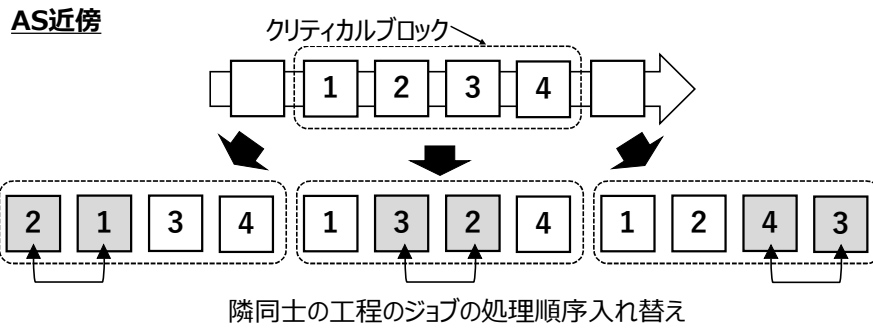 AS近傍
クリティカルブロック
1 2 3 4
2 1 3 4 1 3 2 4 1 2 4 3
隣同士の工程のジョブの処理順序入れ替え